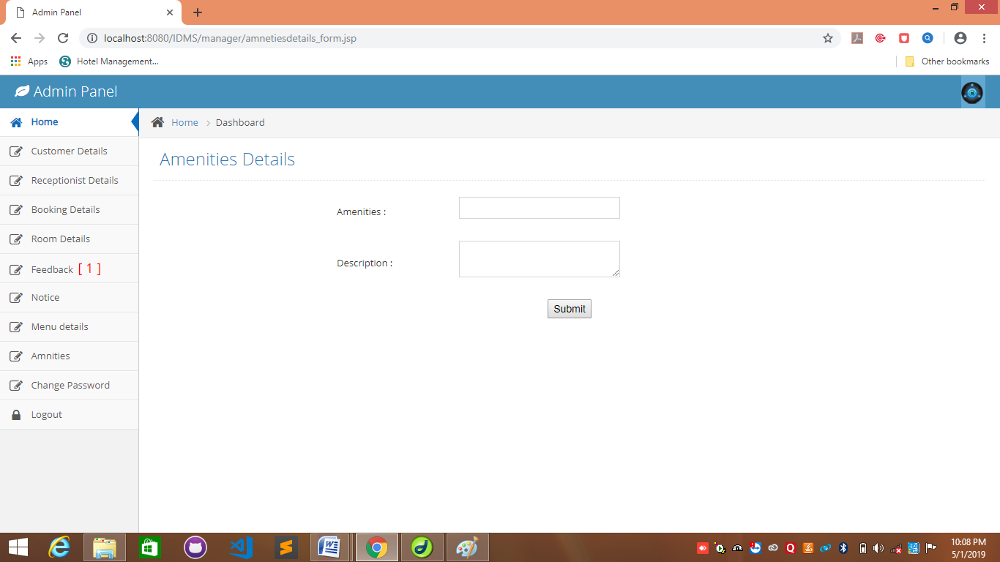 Admin Panel
localhost:8080/IDMS/manager/amnetiesdetails_form.jsp
Apps
Hotel Management...
Other bookmarks
Admin Panel
Home
Home > Dashboard
Customer Details
Receptionist Details
Booking Details
Room Details
Feedback [ 1 ]
Notice
Menu details
Amnities
Change Password
Logout
Amenities Details
Amenities :
Description :
Submit
10:08 PM
5/1/2019